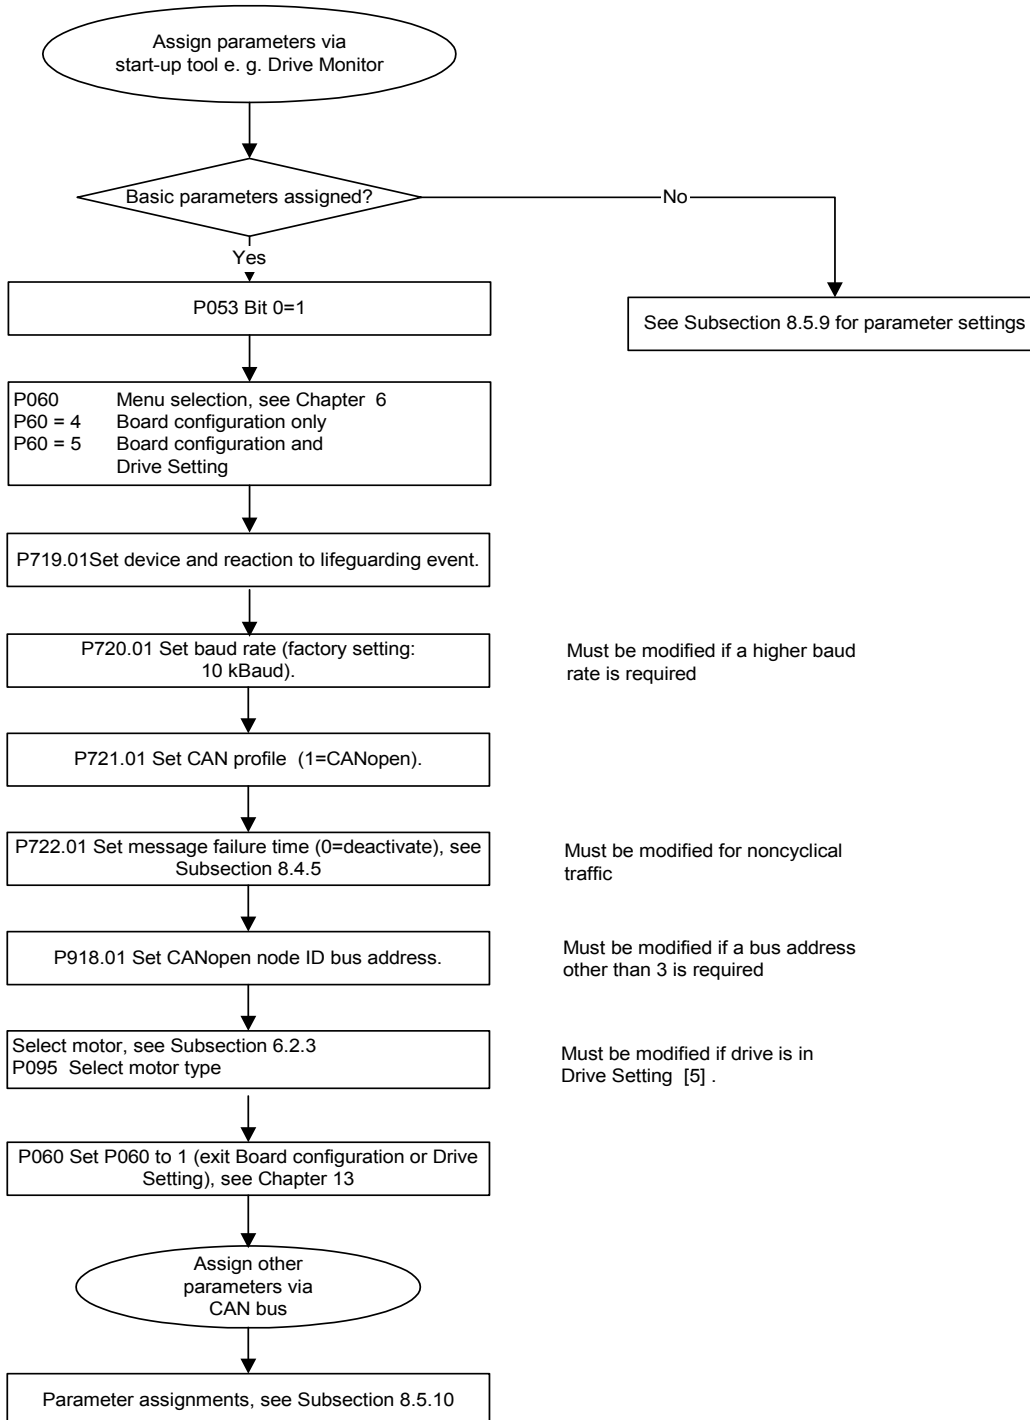 Assign parameters via
start-up tool e. g. Drive Monitor
Basic parameters assigned?
No
Yes
P053 Bit 0=1
See Subsection 8.5.9 for parameter settings
P060 Menu selection, see Chapter 6
P60 = 4 Board configuration only
P60 = 5 Board configuration and
Drive Setting
P719.01Set device and reaction to lifeguarding event.
P720.01 Set baud rate (factory setting:
10 kBaud).
Must be modified if a higher baud
rate is required
P721.01 Set CAN profile (1=CANopen).
P722.01 Set message failure time (0=deactivate), see
Subsection 8.4.5
Must be modified for noncyclical
traffic
P918.01 Set CANopen node ID bus address.
Must be modified if a bus address
other than 3 is required
Select motor, see Subsection 6.2.3
P095 Select motor type
Must be modified if drive is in
Drive Setting [5] .
P060 Set P060 to 1 (exit Board configuration or Drive
Setting), see Chapter 13
Assign other
parameters via
CAN bus
Parameter assignments, see Subsection 8.5.10